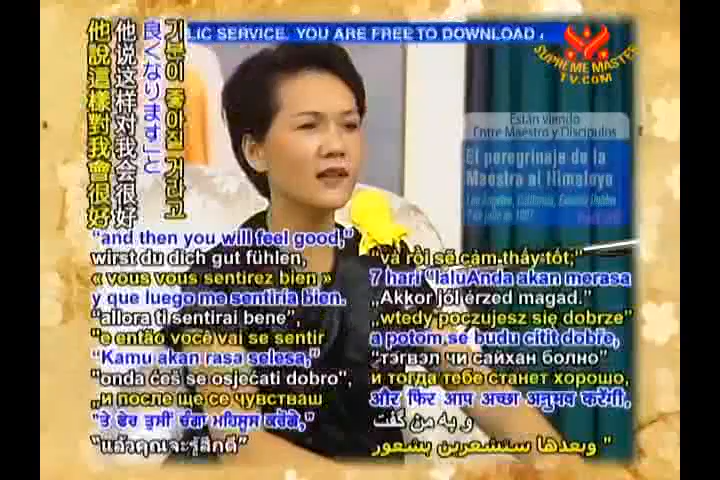 LIC SERVICE. YOU ARE FREE TO DOWNLOAD
SUPREME MASTER
TV.COM
他說這樣對我會很好
他说这样对我会很好
良くなりますこと
기분이 좋아질 거라고
Están viendo
Entre Maestro y Discípulos
El peregrinaje de la
Maestra al Himalaya
Los Angeles, California, Estados Unidos
"and then you will feel good,"
wirst du dich gut fühlen,
« vous vous sentirez bien »
y que luego me sentiría bien.
"allora ti sentirai bene",
"e então você vai se sentir
"Kamu akan rasa selesa,"
"onda ćeš se osjećati dobro",
„и после ще се чувстваш
"ਤੇ ਫੇਰ ਤੁਸੀਂ ਚੰਗਾ ਮਹਿਸੂਸ ਕਰੋਗੇ,"
"แล้วคุณจะรู้สึกดี"
"và rồi sẽ cảm thấy tốt;"
7 hari "laluAnda akan merasa
„Akkor jól érzed magad."
„wtedy poczujesz się dobrze"
a potom se budu cítit dobře,
"тэгвэл чи сайхан болно"
и тогда тебе станет хорошо,
और फिर आप अच्छा अनुभव करेंगी,
و به من گفت
وبعدها ستشعرين بشعور "